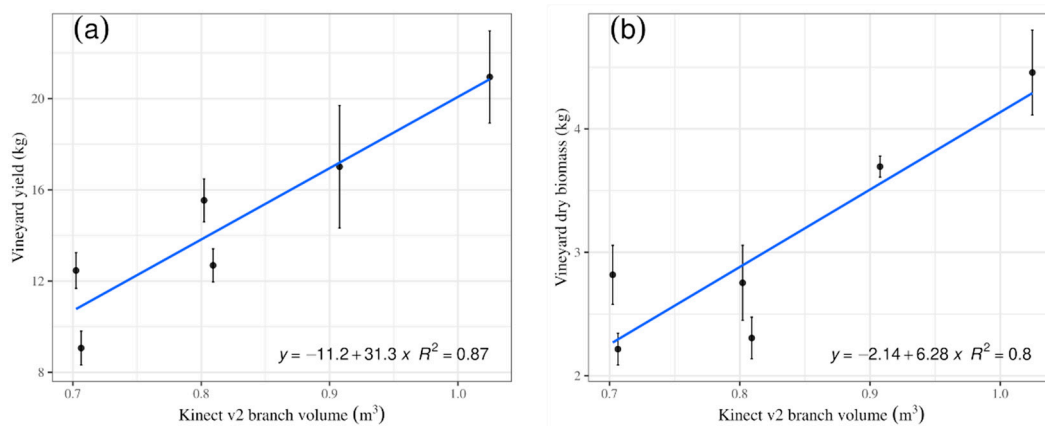 (a)
Vineyard yield (kg)
20
16
12
8
0.7 0.8 0.9 1.0
Kinect v2 branch volume (m³)
y = −11.2 + 31.3 x R² = 0.87
(b)
Vineyard dry biomass (kg)
4
3
2
0.7 0.8 0.9 1.0
Kinect v2 branch volume (m³)
y = −2.14 + 6.28 x R² = 0.8